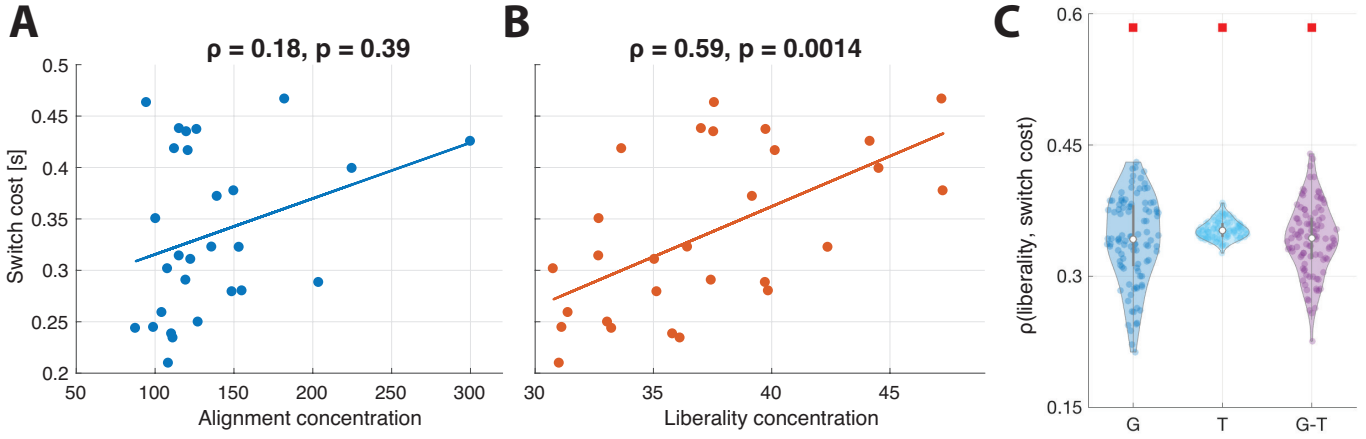 A
ρ = 0.18, p = 0.39
Switch cost [s]
0.5
0.45
0.4
0.35
0.3
0.25
0.2
50 100 150 200 250 300
Alignment concentration
B
ρ = 0.59, p = 0.0014
30 35 40 45
Liberality concentration
C
ρ(liberality, switch cost)
0.6
0.45
0.3
0.15
G T G-T